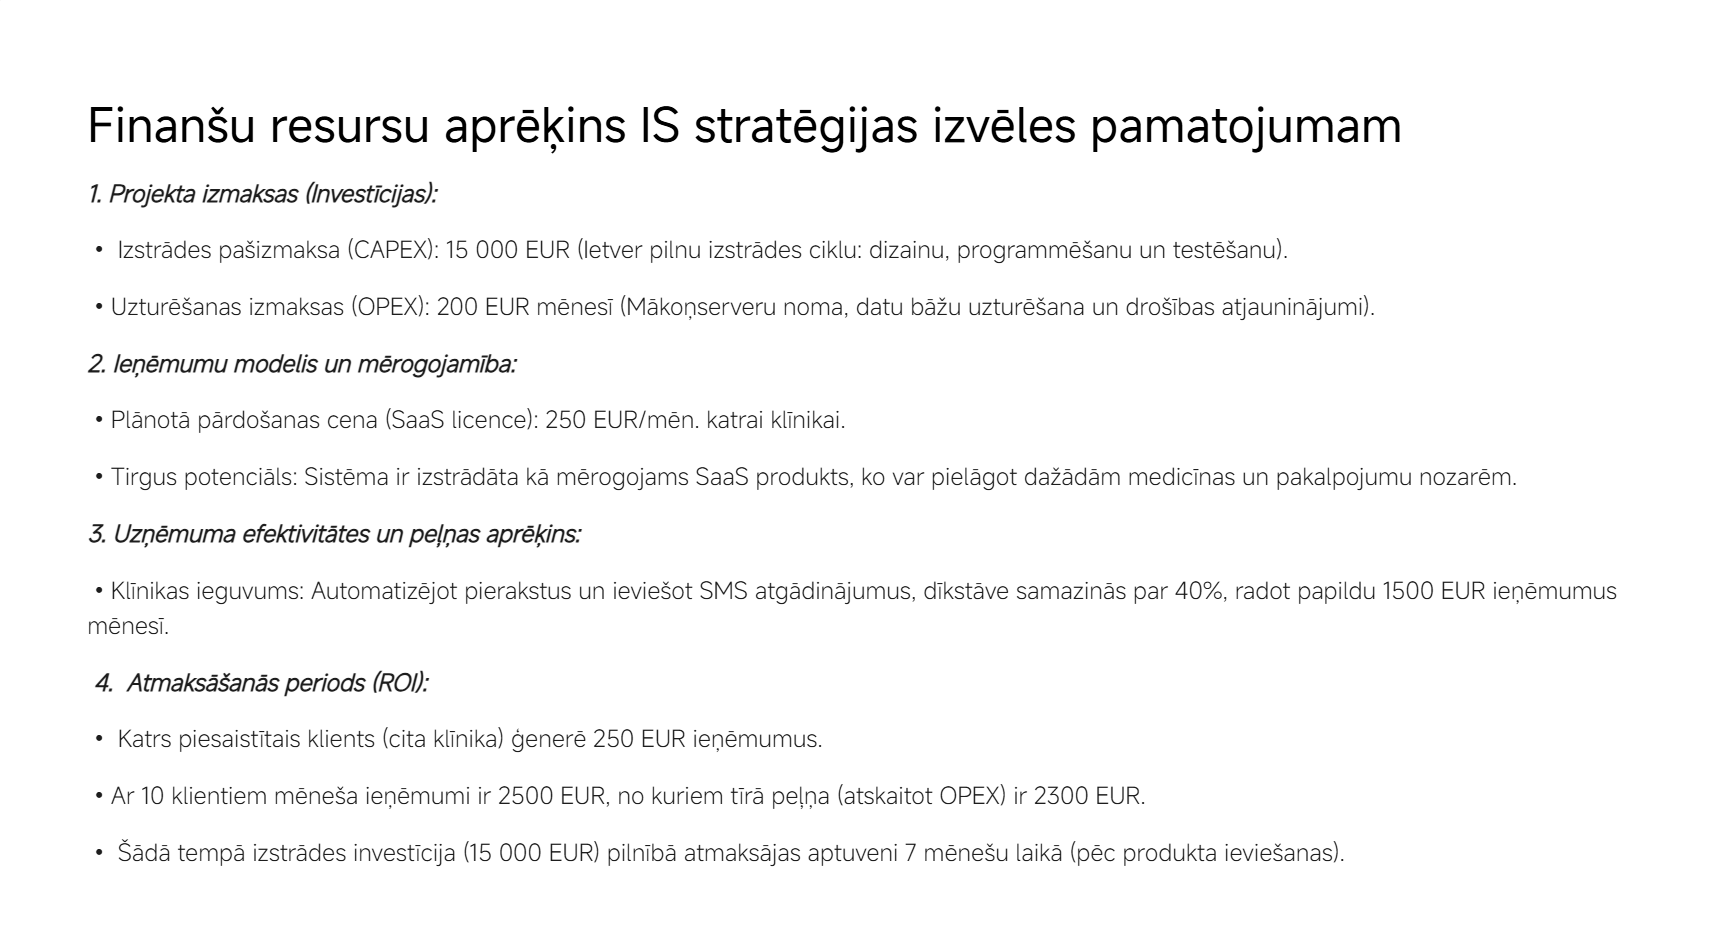 Finanšu resursu aprēķins IS stratēģijas izvēles pamatojumam
1. Projekta izmaksas (Investīcijas):
• Izstrādes pašizmaksa (CAPEX): 15 000 EUR (Ietver pilnu izstrādes ciklu: dizainu, programmēšanu un testēšanu).
• Uzturēšanas izmaksas (OPEX): 200 EUR mēnesī (Mākoņserveru noma, datu bāžu uzturēšana un drošības atjauninājumi).
2. Ieņēmumu modelis un mērogojamība:
• Plānotā pārdošanas cena (SaaS licence): 250 EUR/mēn. katrai klīnikai.
• Tirgus potenciāls: Sistēma ir izstrādāta kā mērogojams SaaS produkts, ko var pielāgot dažādām medicīnas un pakalpojumu nozarēm.
3. Uzņēmuma efektivitātes un peļņas aprēķins:
• Klīnikas ieguvums: Automatizējot pierakstus un ieviešot SMS atgādinājumus, dīkstāve samazinās par 40%, radot papildu 1500 EUR ieņēmumus
mēnesī.
4. Atmaksāšanās periods (ROI):
• Katrs piesaistītais klients (cita klīnika) ģenerē 250 EUR ieņēmumus.
• Ar 10 klientiem mēneša ieņēmumi ir 2500 EUR, no kuriem tīrā peļņa (atskaitot OPEX) ir 2300 EUR.
• Šādā tempā izstrādes investīcija (15 000 EUR) pilnībā atmaksājas aptuveni 7 mēnešu laikā (pēc produkta ieviešanas).